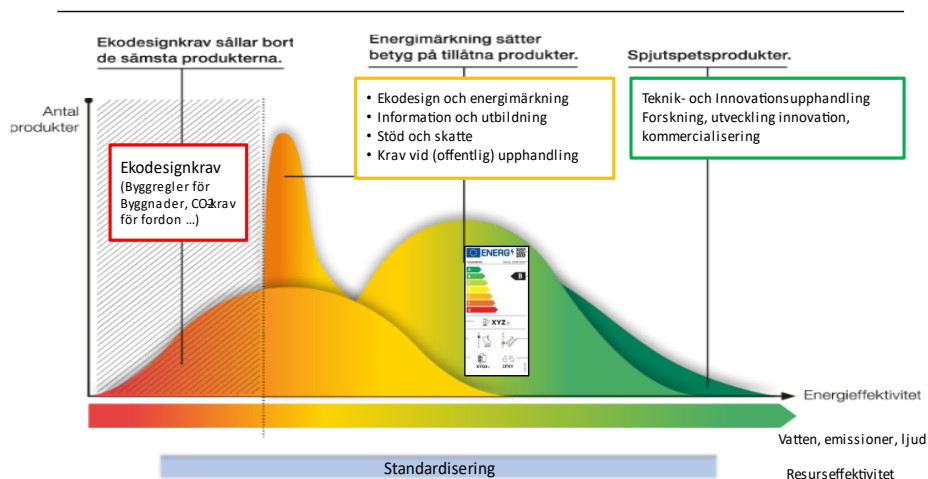 Ekodesignkrav sållar bort
de sämsta produkterna.
Energimärkning sätter
betyg på tillåtna produkter.
Spjutspetsprodukter.
Antal
produkter
• Ekodesign och energimärkning
• Information och utbildning
• Stöd och skatte
• Krav vid (offentlig) upphandling
Teknik- och Innovationsupphandling
Forskning, utveckling innovation,
kommersialisering
Ekodesignkrav
(Byggregler för
Byggnader, CO2-krav
för fordon ...)
ENERG
B
XYZ
Energieffektivitet
Vatten, emissioner, ljud
Standardisering
Resurseffektivitet